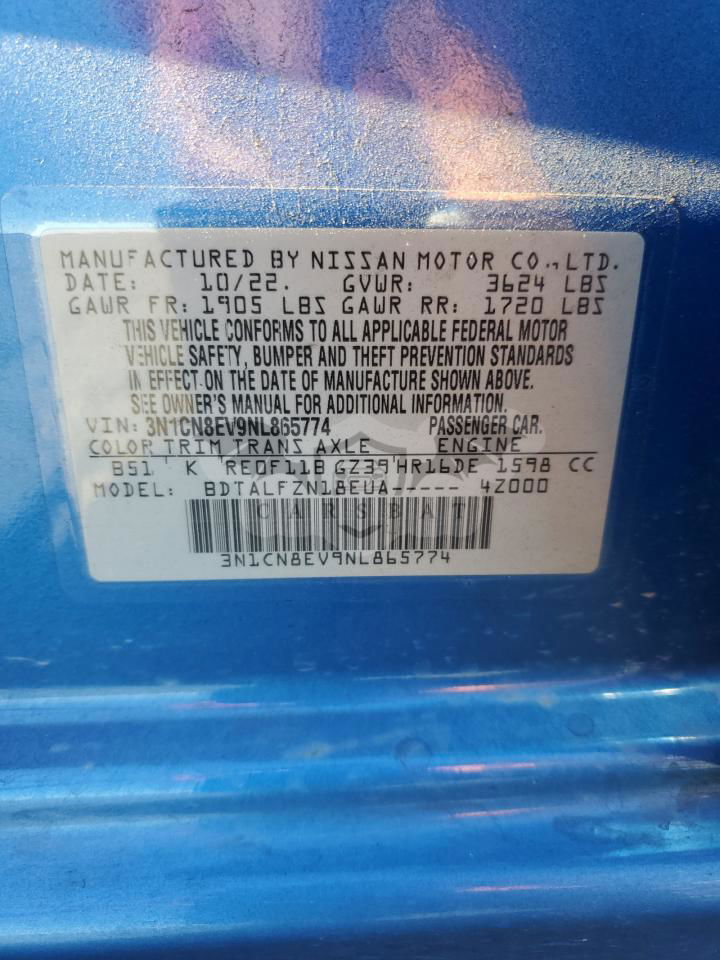 MANUFACTURED BY NISSAN MOTOR CO.,LTD.
DATE: 10/22. GVWR: 3624 LBS
GAWR FR: 1905 LBS GAWR RR: 1720 LBS
THIS VEHICLE CONFORMS TO ALL APPLICABLE FEDERAL MOTOR
VEHICLE SAFETY, BUMPER AND THEFT PREVENTION STANDARDS
IN EFFECT ON THE DATE OF MANUFACTURE SHOWN ABOVE.
SEE OWNER'S MANUAL FOR ADDITIONAL INFORMATION
VIN: 3N1CN8EV9NL865774 PASSENGER CAR.
COLOR TRIM TRANS AXLE ENGINE
B51 K RE0F11B GZ39 HR16DE 1598 CC
MODEL: BDTALFZN18EUA----- 4Z000
CARSBAT
3N1CN8EV9NL865774